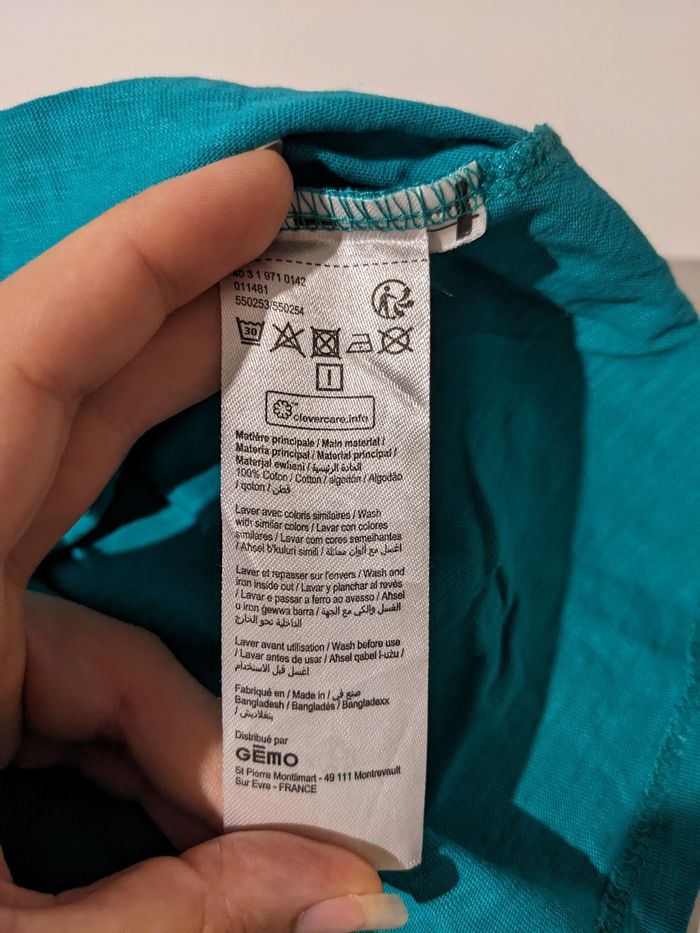 40 3 1 971 0142
011481
550253/550254
30
clevercare.info
Matière principale / Main material /
Materia principal / Material principal /
Materjal ewlieni / المادة الرئيسية
100% Coton / Cotton / algodón / Algodão
/ qoton / قطن
Laver avec coloris similaires / Wash
with similar colors / Lavar con colores
similares / Lavar com cores semelhantes
/ Ahsel b'kuluri simili / اغسل مع ألوان مماثلة
Laver et repasser sur l'envers / Wash and
iron inside out / Lavar y planchar al revés
/ Lavar e passar a ferro ao avesso / Ahsel
u iron ġewwa barra / الغسل والكي مع الجهة
الداخلية نحو الخارج
Laver avant utilisation / Wash before use
/ Lavar antes de usar / Ahsel qabel l-użu /
اغسل قبل الاستخدام
Fabriqué en / Made in / صنع في
Bangladesh / Bangladés / Bangladexx
/ بنغلاديش
Distribué par
GĒMO
St Pierre Montlimart - 49 111 Montrevault
Sur Evre - FRANCE